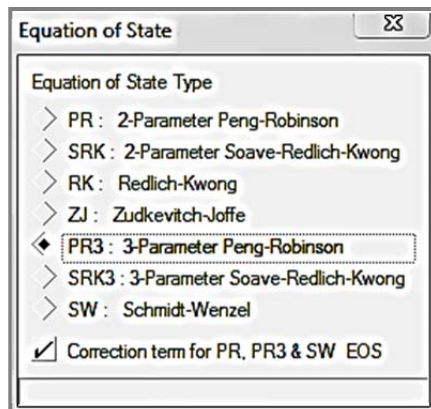 Equation of State
Equation of State Type
PR : 2-Parameter Peng-Robinson
SRK : 2-Parameter Soave-Redlich-Kwong
RK : Redlich-Kwong
ZJ : Zudkevitch-Joffe
PR3 : 3-Parameter Peng-Robinson
SRK3 : 3-Parameter Soave-Redlich-Kwong
SW : Schmidt-Wenzel
Correction term for PR, PR3 & SW EOS